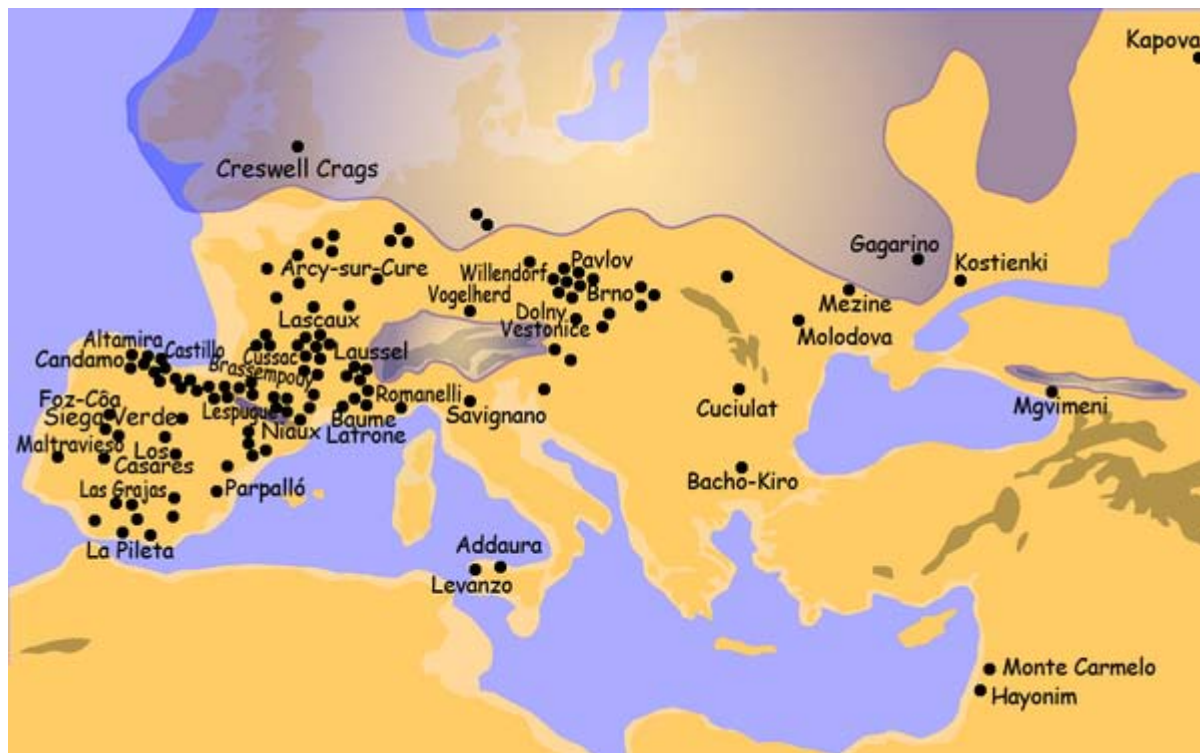 Kapova
Creswell Crags
Gagarino
Kostienki
Arcy-sur-Cure
Willendorf
Pavlov
Vogelherd
Brno
Mezine
Dolny
Vestonice
Molodova
Lascaux
Altamira
Candamo
Castillo
Cussac
Laussel
Brassempouy
Romanelli
Foz-Côa
Siega Verde
Lespugue
Baume
Latrone
Savignano
Cuciulat
Mgvimeni
Niaux
Maltravieso
Los
Casares
Las Grajas
Parpalló
Bacho-Kiro
La Pileta
Addaura
Levanzo
Monte Carmelo
Hayonim